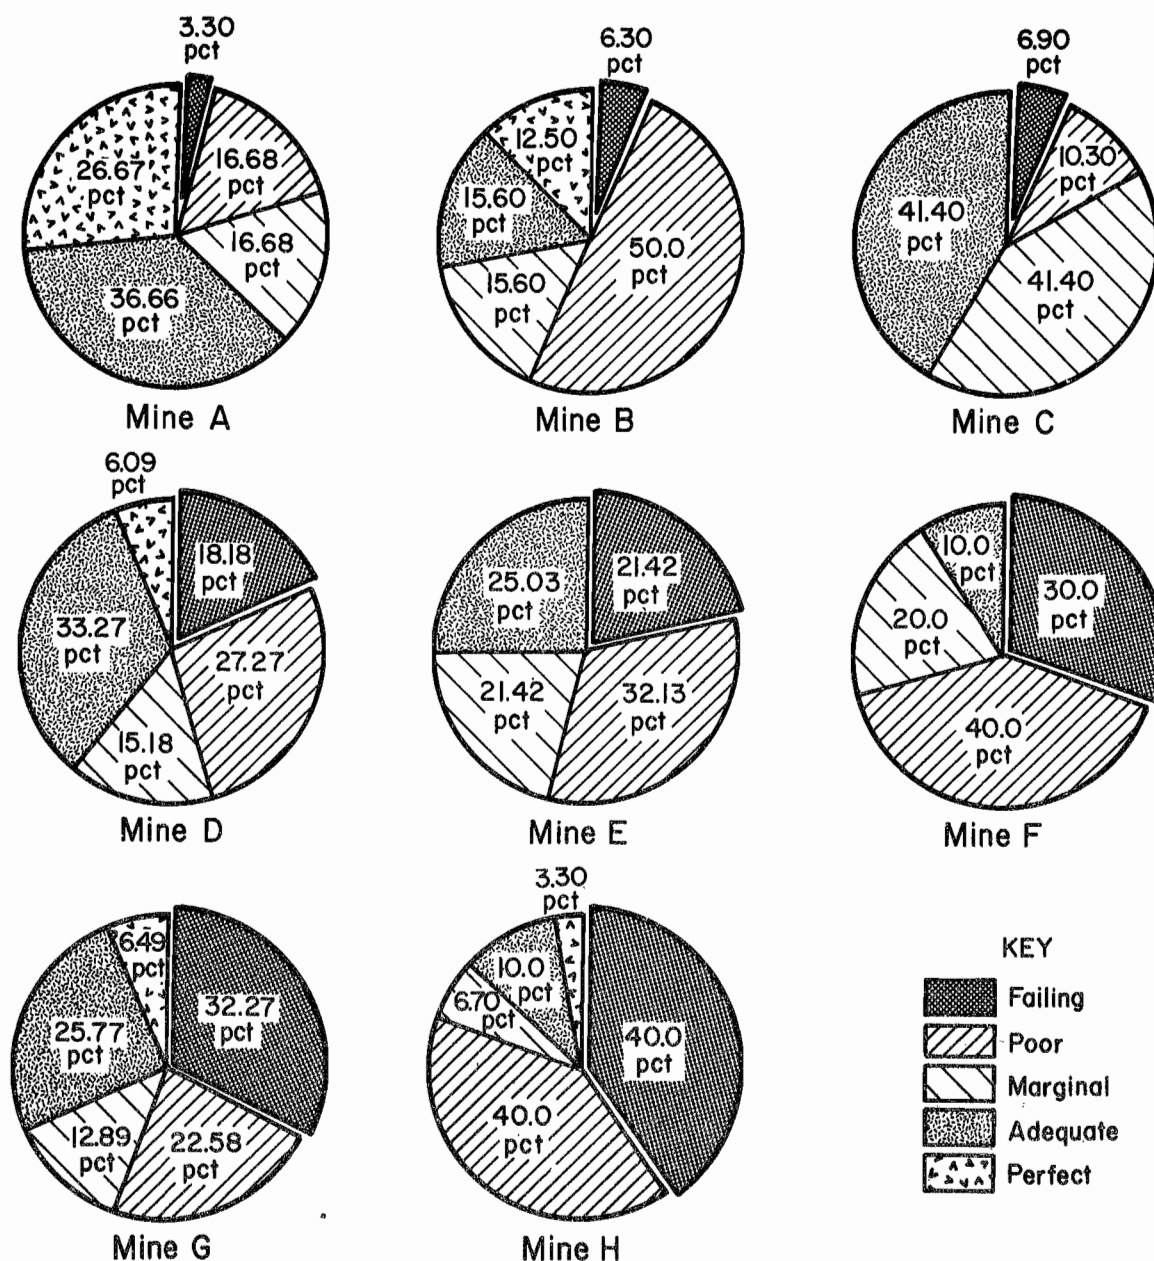 3.30
pct
26.67
pct
16.68
pct
16.68
pct
36.66
pct
Mine A
6.30
pct
12.50
pct
15.60
pct
50.0
pct
15.60
pct
Mine B
6.90
pct
10.30
pct
41.40
pct
41.40
pct
Mine C
6.09
pct
18.18
pct
33.27
pct
27.27
pct
15.18
pct
Mine D
25.03
pct
21.42
pct
21.42
pct
32.13
pct
Mine E
10.0
pct
30.0
pct
20.0
pct
40.0
pct
Mine F
6.49
pct
32.27
pct
25.77
pct
12.89
pct
22.58
pct
Mine G
3.30
pct
10.0
pct
6.70
pct
40.0
pct
40.0
pct
Mine H
KEY
Failing
Poor
Marginal
Adequate
Perfect